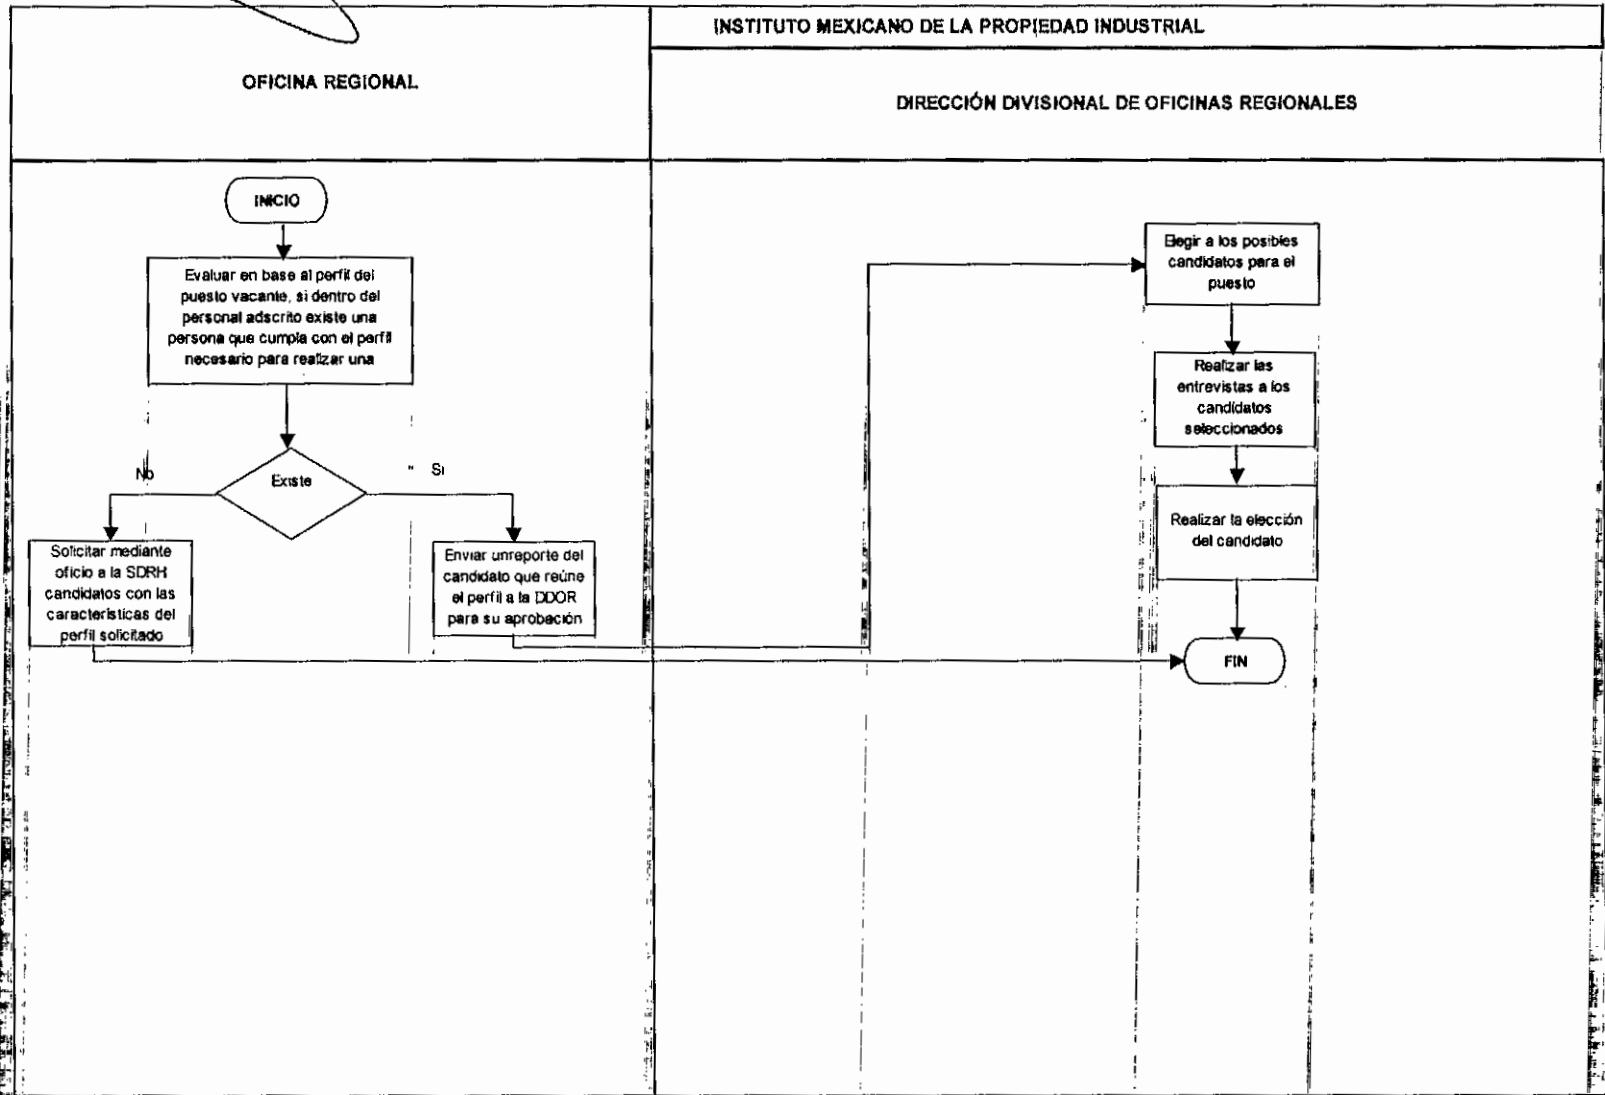 INSTITUTO MEXICANO DE LA PROPIEDAD INDUSTRIAL
OFICINA REGIONAL
DIRECCIÓN DIVISIONAL DE OFICINAS REGIONALES
INICIO
Evaluar en base al perfil del
puesto vacante, si dentro del
personal adscrito existe una
persona que cumpla con el perfil
necesario para realizar una
Existe
No
Si
Solicitar mediante
oficio a la SDRH
candidatos con las
características del
perfil solicitado
Enviar unreporte del
candidato que reúne
el perfil a la DDOR
para su aprobación
Elegir a los posibles
candidatos para el
puesto
Realizar las
entrevistas a los
candidatos
seleccionados
Realizar la elección
del candidato
FIN